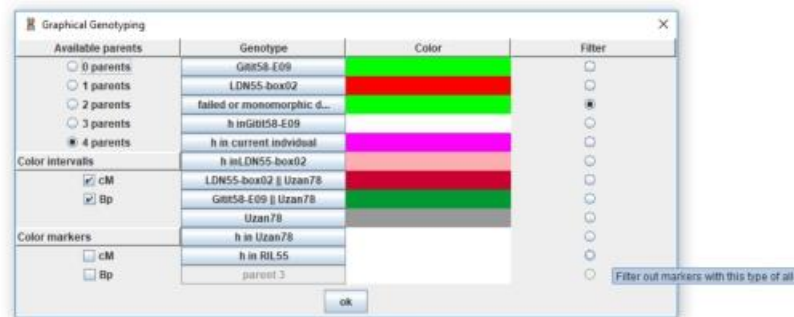 Graphical Genotyping
Available parents Genotype Color Filter
0 parents Gitit58-E09
1 parents LDN55-box02
2 parents failed or monomorphic d...
3 parents h inGitit58-E09
4 parents h in current indvidual
Color intervalls h inLDN55-box02
cM LDN55-box02 || Uzan78
Bp Gitit58-E09 || Uzan78
Uzan78
Color markers h in Uzan78
cM h in RIL55
Bp parent 3
Filter out markers with this type of all
ok